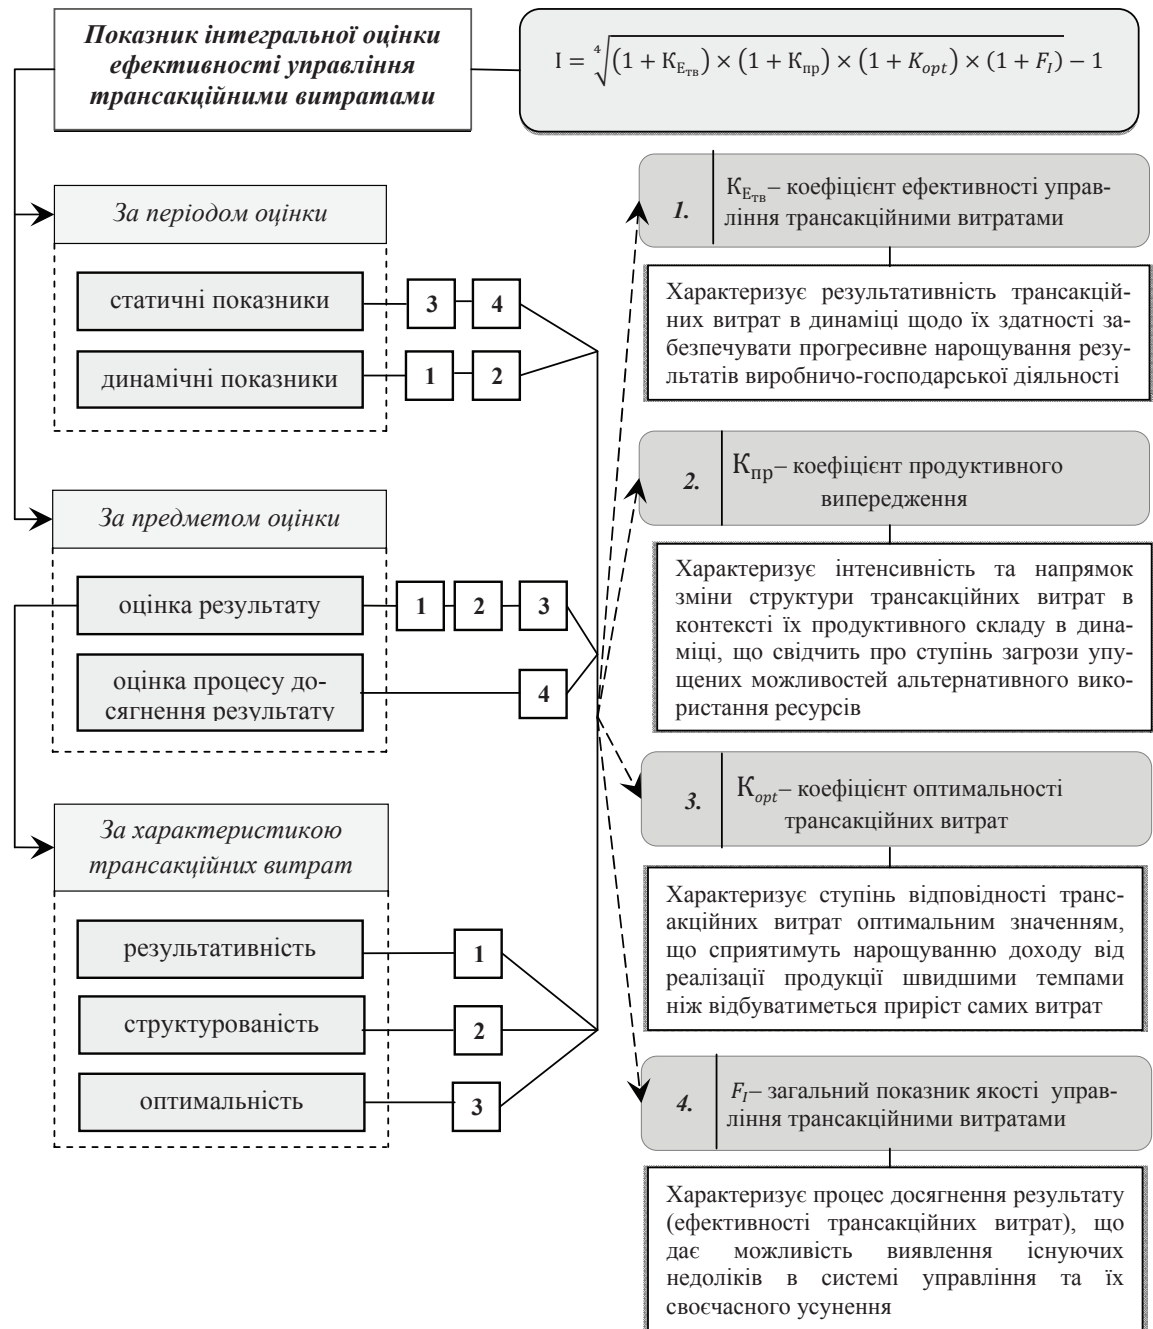 Показник інтегральної оцінки
ефективності управління
трансакційними витратами
I = ⁴√(1 + К_Етв) × (1 + К_пр) × (1 + K_opt) × (1 + F_I) − 1
За періодом оцінки
статичні показники
3
4
динамічні показники
1
2
За предметом оцінки
оцінка результату
1
2
3
оцінка процесу до-
сягнення результату
4
За характеристикою
трансакційних витрат
результативність
1
структурованість
2
оптимальність
3
1.
К_Етв – коефіцієнт ефективності управ-
ління трансакційними витратами
Характеризує результативність трансакцій-
них витрат в динаміці щодо їх здатності за-
безпечувати прогресивне нарощування резу-
льтатів виробничо-господарської діяльності
2.
К_пр – коефіцієнт продуктивного
випередження
Характеризує інтенсивність та напрямок
зміни структури трансакційних витрат в
контексті їх продуктивного складу в дина-
міці, що свідчить про ступінь загрози упу-
щених можливостей альтернативного вико-
ристання ресурсів
3.
К_opt – коефіцієнт оптимальності
трансакційних витрат
Характеризує ступінь відповідності транс-
акційних витрат оптимальним значенням,
що сприятимуть нарощуванню доходу від
реалізації продукції швидшими темпами
ніж відбуватиметься приріст самих витрат
4.
F_I – загальний показник якості управ-
ління трансакційними витратами
Характеризує процес досягнення результату
(ефективності трансакційних витрат), що
дає можливість виявлення існуючих
недоліків в системі управління та їх
своєчасного усунення